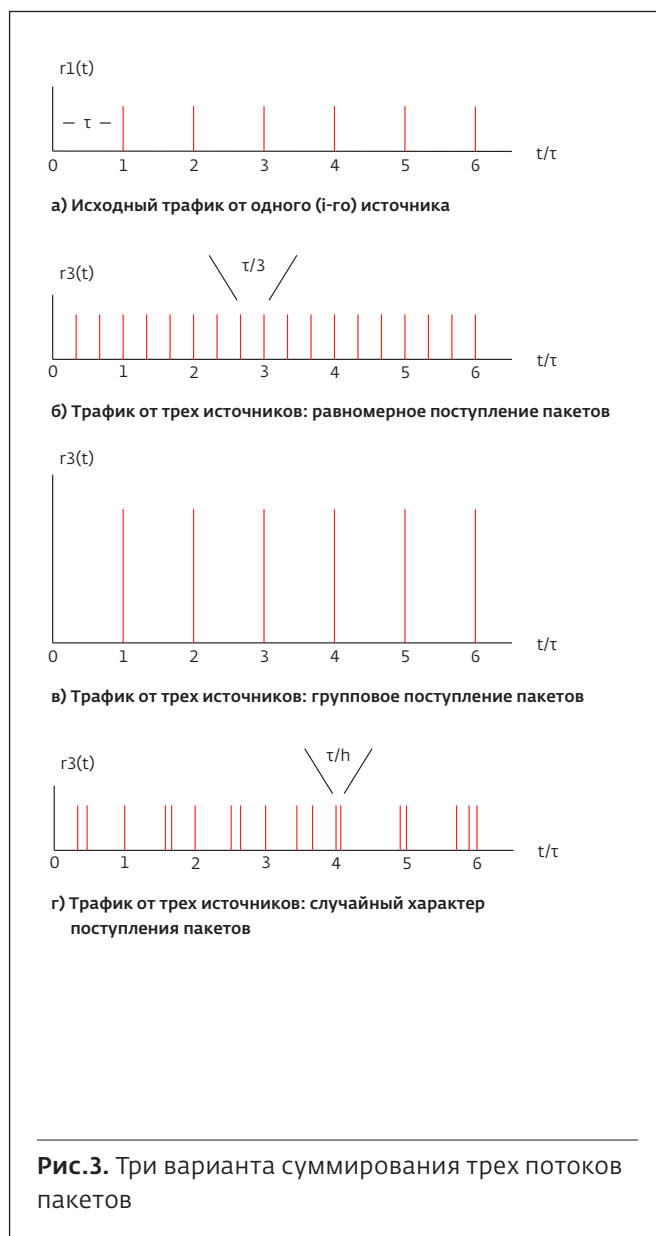 r1(t)
— τ —
0 1 2 3 4 5 6 t/τ
а) Исходный трафик от одного (i-го) источника
τ/3
r3(t)
0 1 2 3 4 5 6 t/τ
б) Трафик от трех источников: равномерное поступление пакетов
r3(t)
0 1 2 3 4 5 6 t/τ
в) Трафик от трех источников: групповое поступление пакетов
τ/h
r3(t)
0 1 2 3 4 5 6 t/τ
г) Трафик от трех источников: случайный характер
поступления пакетов
Рис.3. Три варианта суммирования трех потоков
пакетов